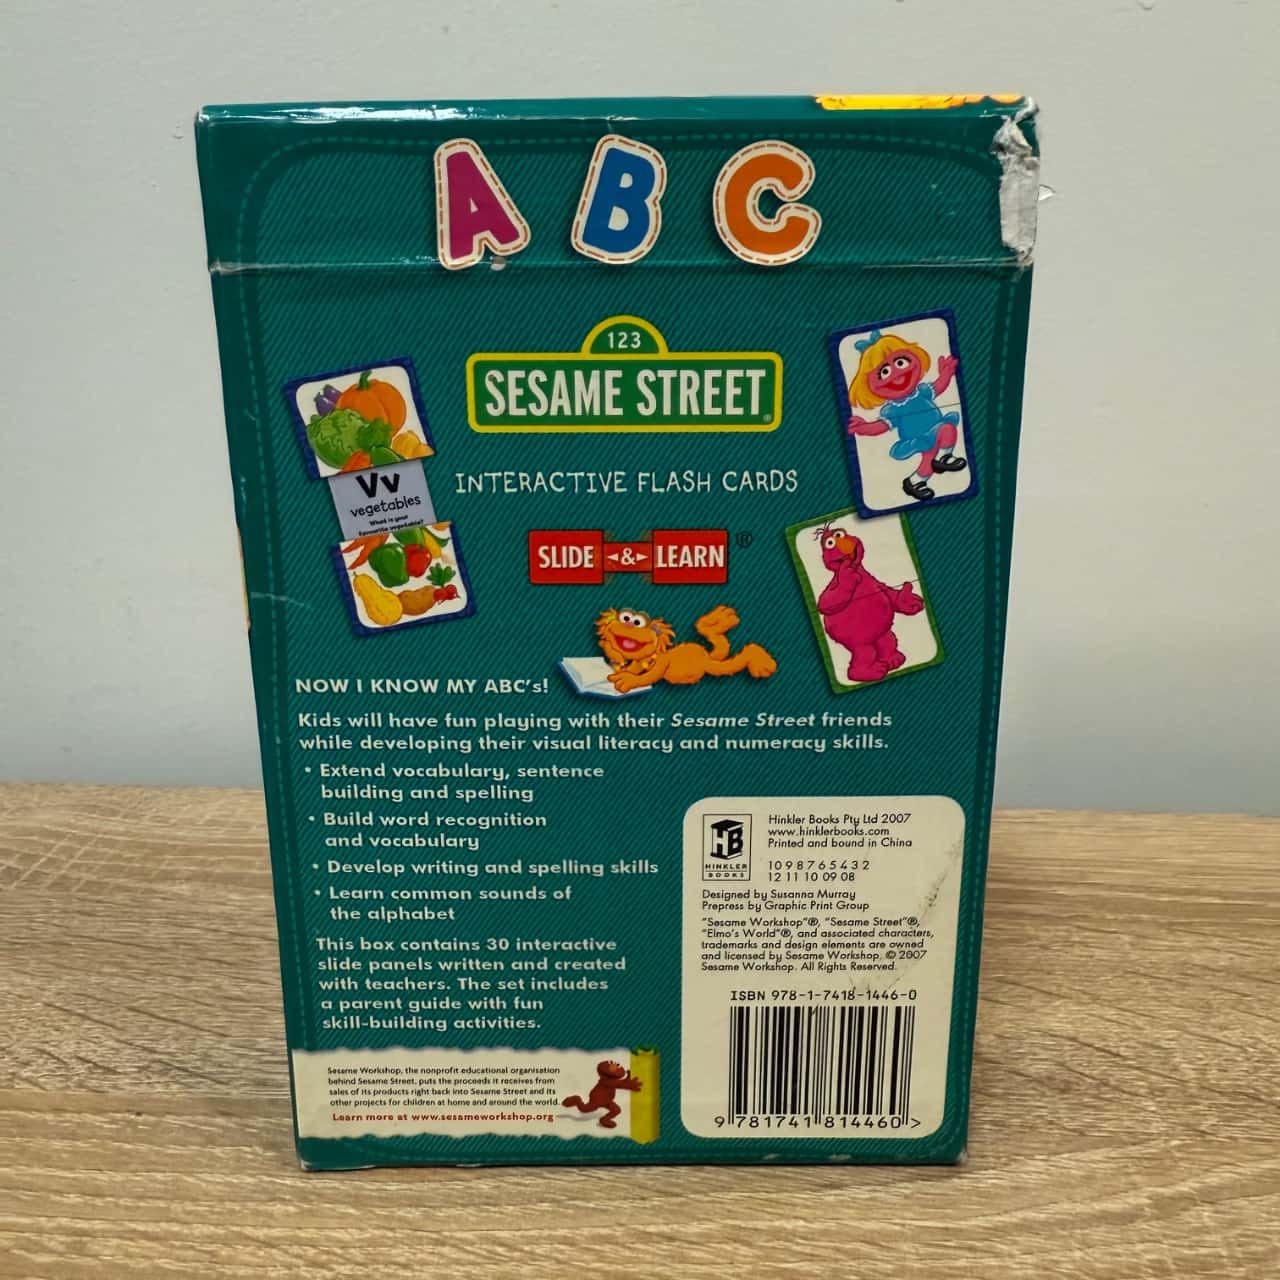 A B C
123
SESAME STREET®
INTERACTIVE FLASH CARDS
SLIDE & LEARN®
Vv
vegetables
What is your
favourite vegetable?
NOW I KNOW MY ABC's!
Kids will have fun playing with their Sesame Street friends
while developing their visual literacy and numeracy skills.
• Extend vocabulary, sentence
building and spelling
• Build word recognition
and vocabulary
• Develop writing and spelling skills
• Learn common sounds of
the alphabet
This box contains 30 interactive
slide panels written and created
with teachers. The set includes
a parent guide with fun
skill-building activities.
Sesame Workshop, the nonprofit educational organisation
behind Sesame Street, puts the proceeds it receives from
sales of its products right back into Sesame Street and its
other projects for children at home and around the world.
Learn more at www.sesameworkshop.org
HB
HINKLER
BOOKS
Hinkler Books Pty Ltd 2007
www.hinklerbooks.com
Printed and bound in China
10 9 8 7 6 5 4 3 2
12 11 10 09 08
Designed by Susanna Murray
Prepress by Graphic Print Group
"Sesame Workshop"®, "Sesame Street"®,
"Elmo's World"®, and associated characters,
trademarks and design elements are owned
and licensed by Sesame Workshop. © 2007
Sesame Workshop. All Rights Reserved.
ISBN 978-1-7418-1446-0
9 781741 814460 >